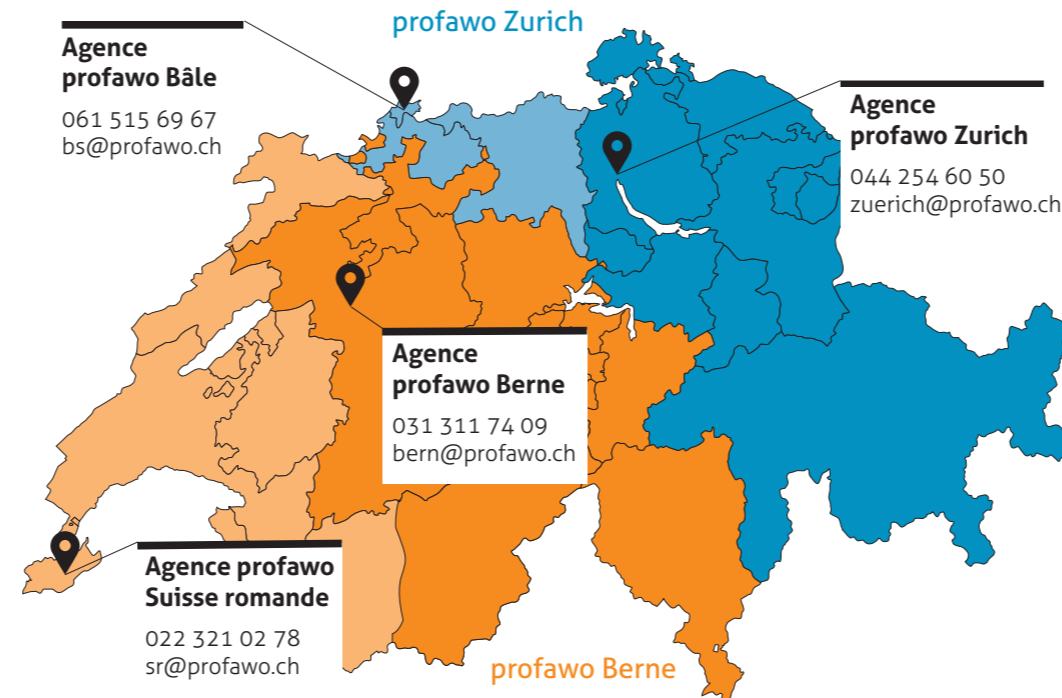 profawo Zurich
Agence
profawo Bâle
061 515 69 67
bs@profawo.ch
Agence
profawo Zurich
044 254 60 50
zuerich@profawo.ch
Agence
profawo Berne
031 311 74 09
bern@profawo.ch
Agence profawo
Suisse romande
022 321 02 78
sr@profawo.ch
profawo Berne